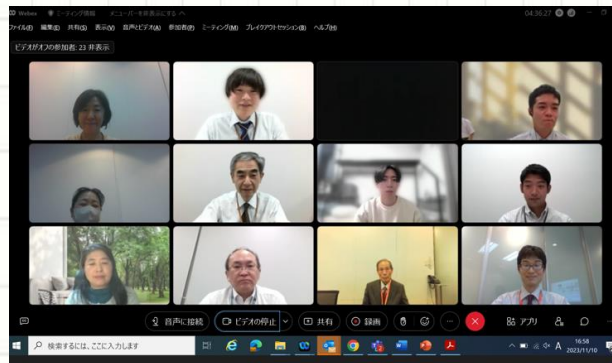 Webex ミーティング情報 メニューバーを非表示にする 04:36:27
ファイル(F) 編集(E) 共有(S) 表示(V) 音声とビデオ(A) 参加者(P) ミーティング(M) ブレイクアウトセッション(B) ヘルプ(H)
ビデオがオフの参加者: 23 非表示
音声に接続 ビデオの停止 共有 録画 アプリ
検索するには、ここに入力します A 16:58
2023/11/10